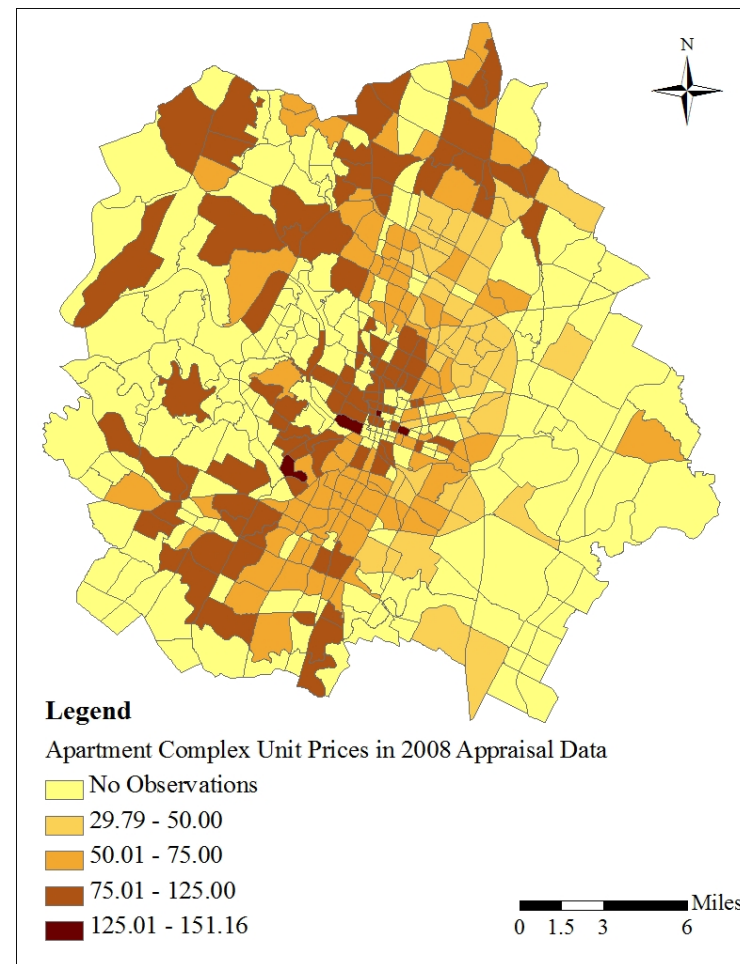 N
Legend
Apartment Complex Unit Prices in 2008 Appraisal Data
No Observations
29.79 - 50.00
50.01 - 75.00
75.01 - 125.00
125.01 - 151.16
Miles
0 1.5 3 6